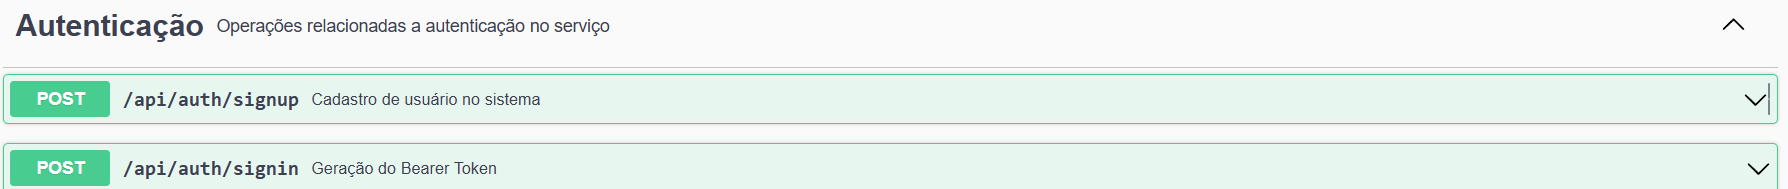 Autenticação Operações relacionadas a autenticação no serviço
POST /api/auth/signup Cadastro de usuário no sistema
POST /api/auth/signin Geração do Bearer Token